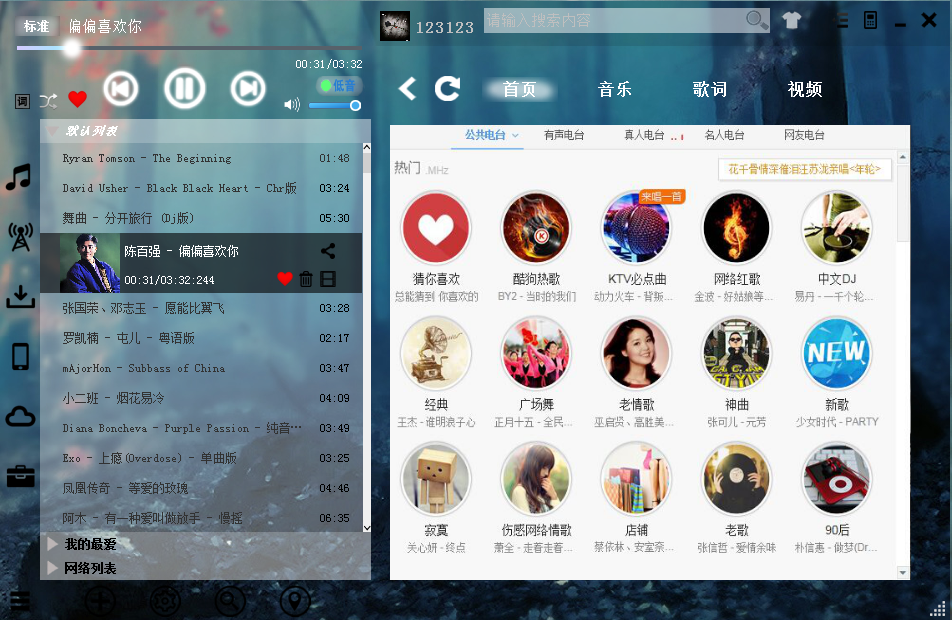 标准 偏偏喜欢你
00:31/03:32
低音
词
默认列表
Ryran Tomson - The Beginning 01:48
David Usher - Black Black Heart - Chr版 03:24
舞曲 - 分开旅行 (Dj版) 05:30
陈百强 - 偏偏喜欢你
00:31/03:32:244
张国荣、邓志玉 - 愿能比翼飞 03:28
罗凯楠 - 屯儿 - 粤语版 02:17
mAjorHon - Subbass of China 03:47
小二班 - 烟花易冷 04:09
Diana Boncheva - Purple Passion - 纯音··· 03:49
Exo - 上瘾(Overdose) - 单曲版 03:25
凤凰传奇 - 等爱的玫瑰 04:46
阿木 - 有一种爱叫做放手 - 慢摇 06:35
我的最爱
网络列表
123123
请输入搜索内容
首页 音乐 歌词 视频
公共电台 有声电台 真人电台 名人电台 网友电台
热门 .MHz
花千骨情深催泪汪苏泷亲唱<年轮>
来唱一首
猜你喜欢 酷狗热歌 KTV必点曲 网络红歌 中文DJ
总能猜到 你喜欢的 BY2 - 当时的我们 动力火车 - 背叛... 金波 - 好姑娘等... 易丹 - 一千个轮...
NEW
经典 广场舞 老情歌 神曲 新歌
王杰 - 谁明浪子心 正月十五 - 全民... 巫启贤、高胜美... 张可儿 - 元芳 少女时代 - PARTY
寂寞 伤感网络情歌 店铺 老歌 90后
关心妍 - 终点 萧全 - 走着走着... 蔡依林、安室奈... 张信哲 - 爱情余味 朴信惠 - 做梦(Dr...